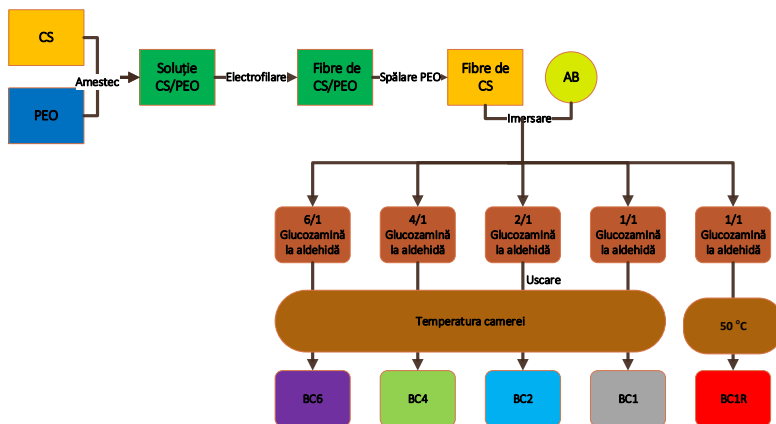 CS
PEO
Amestec
Soluție
CS/PEO
Electrofilare
Fibre de
CS/PEO
Spălare PEO
Fibre de
CS
AB
Imersare
6/1
Glucozamină
la aldehidă
4/1
Glucozamină
la aldehidă
2/1
Glucozamină
la aldehidă
1/1
Glucozamină
la aldehidă
1/1
Glucozamină
la aldehidă
Uscare
Temperatura camerei
50 °C
BC6
BC4
BC2
BC1
BC1R